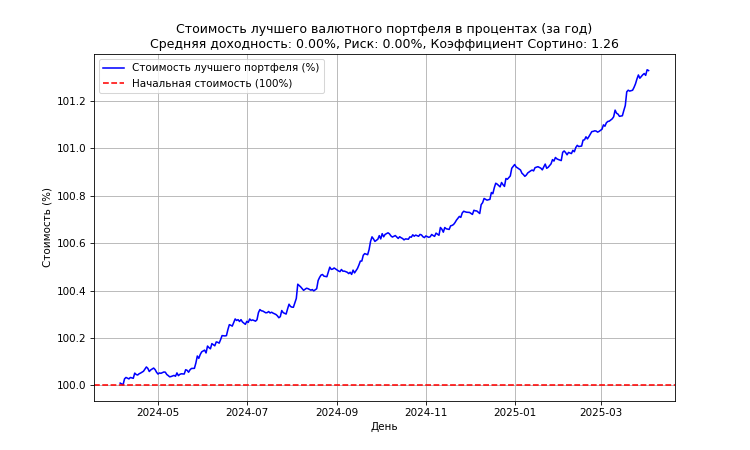 Стоимость лучшего валютного портфеля в процентах (за год)
Средняя доходность: 0.00%, Риск: 0.00%, Коэффициент Сортино: 1.26
Стоимость лучшего портфеля (%)
Начальная стоимость (100%)
Стоимость (%)
101.2
101.0
100.8
100.6
100.4
100.2
100.0
2024-05
2024-07
2024-09
2024-11
2025-01
2025-03
День